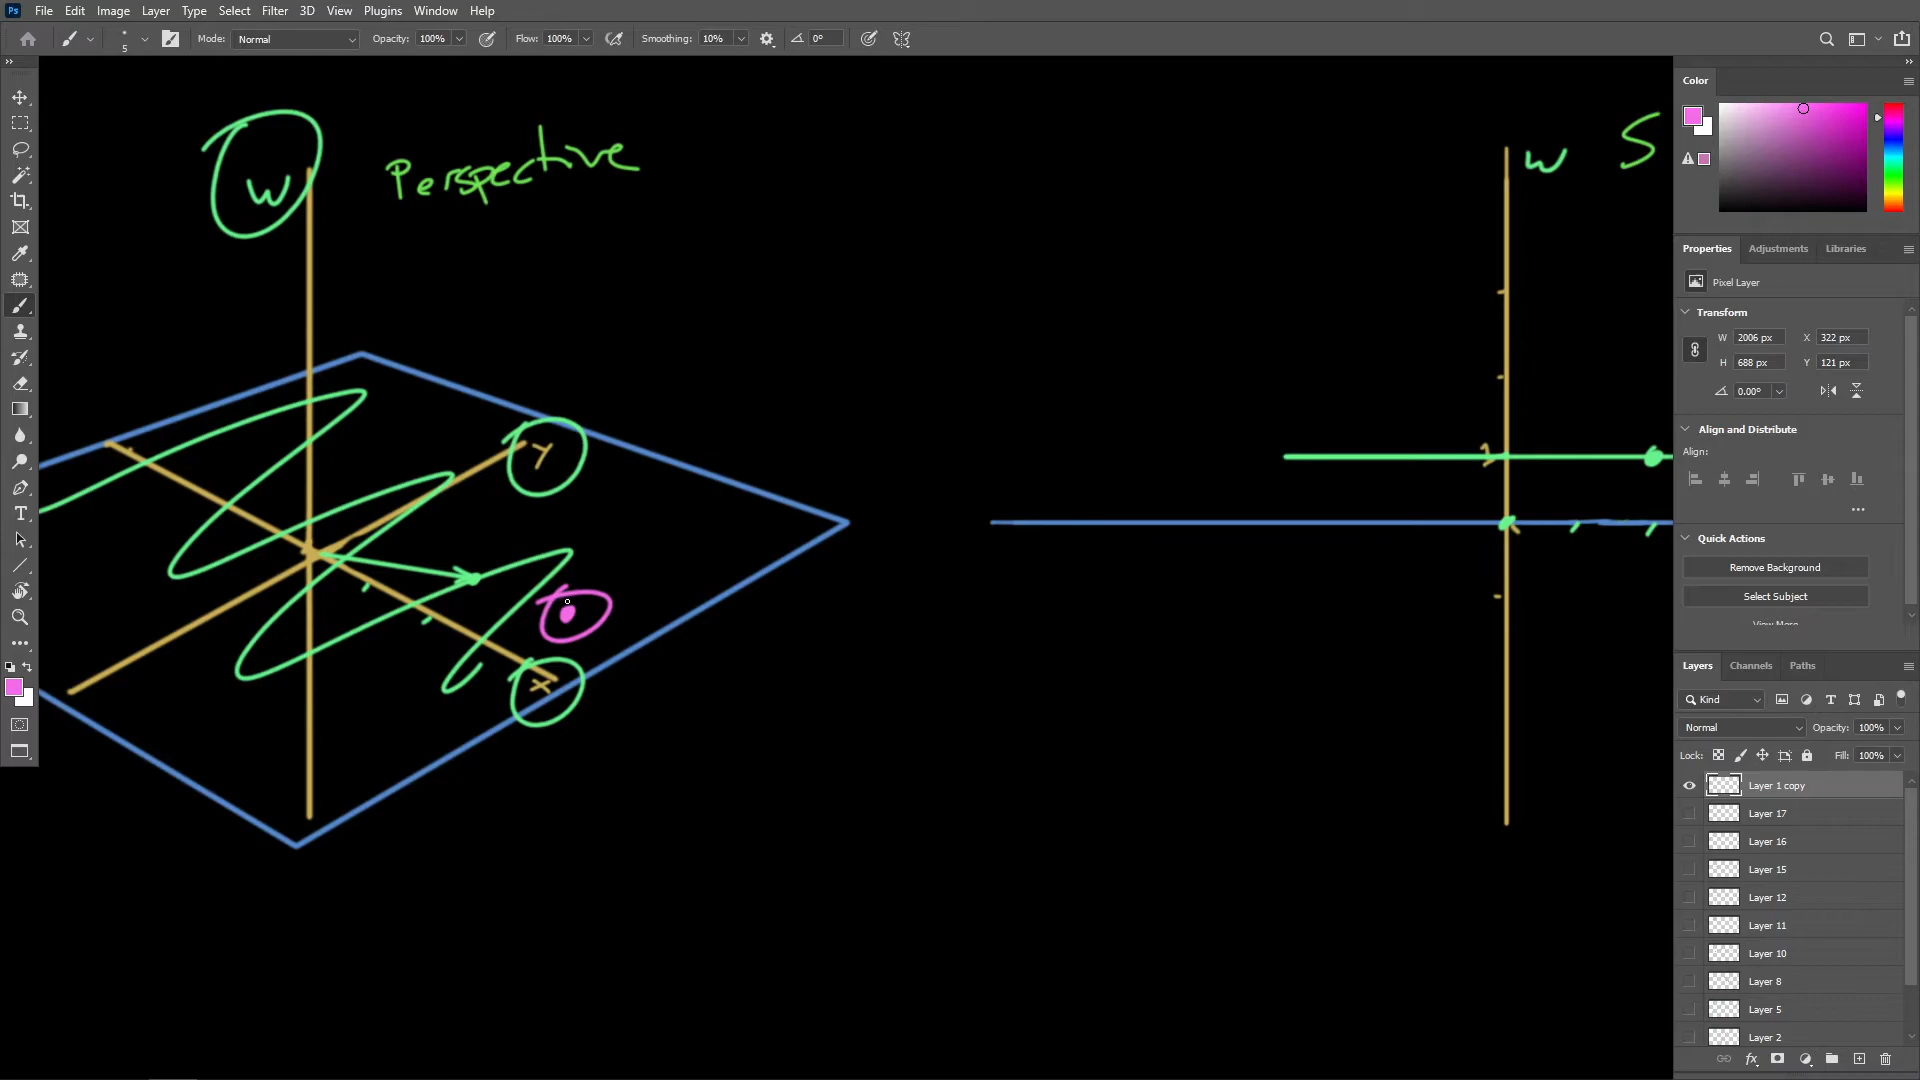 File Edit Image Layer Type Select Filter 3D View Plugins Window Help
5 Mode: Normal Opacity: 100% Flow: 100% Smoothing: 10% 0°
W Perspective
Y
X
W S
1
Color
Properties Adjustments Libraries
Pixel Layer
Transform
W 2006 px X 322 px
H 688 px Y 121 px
0.00°
Align and Distribute
Align:
Quick Actions
Remove Background
Select Subject
View More
Layers Channels Paths
Kind
Normal Opacity: 100%
Lock: Fill: 100%
Layer 1 copy
Layer 17
Layer 16
Layer 15
Layer 12
Layer 11
Layer 10
Layer 8
Layer 5
Layer 2